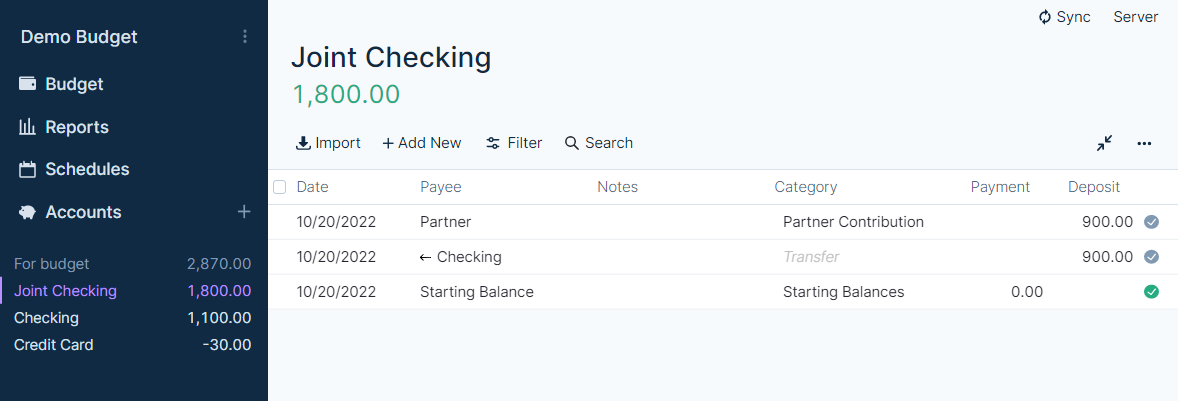 Demo Budget
Budget
Reports
Schedules
Accounts
For budget 2,870.00
Joint Checking 1,800.00
Checking 1,100.00
Credit Card -30.00
Sync Server
Joint Checking
1,800.00
Import + Add New Filter Search
Date Payee Notes Category Payment Deposit
10/20/2022 Partner Partner Contribution 900.00
10/20/2022 ← Checking Transfer 900.00
10/20/2022 Starting Balance Starting Balances 0.00